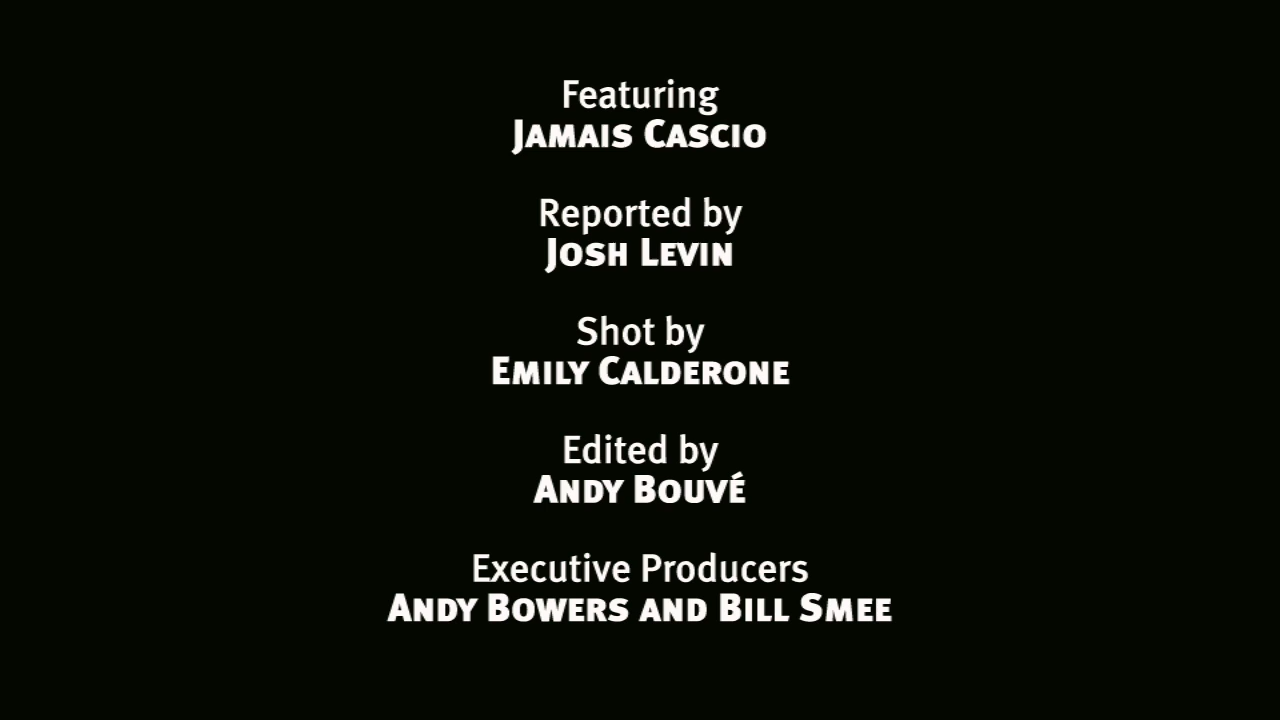 Featuring
Jamais Cascio
Reported by
Josh Levin
Shot by
Emily Calderone
Edited by
Andy Bouvé
Executive Producers
Andy Bowers and Bill Smee